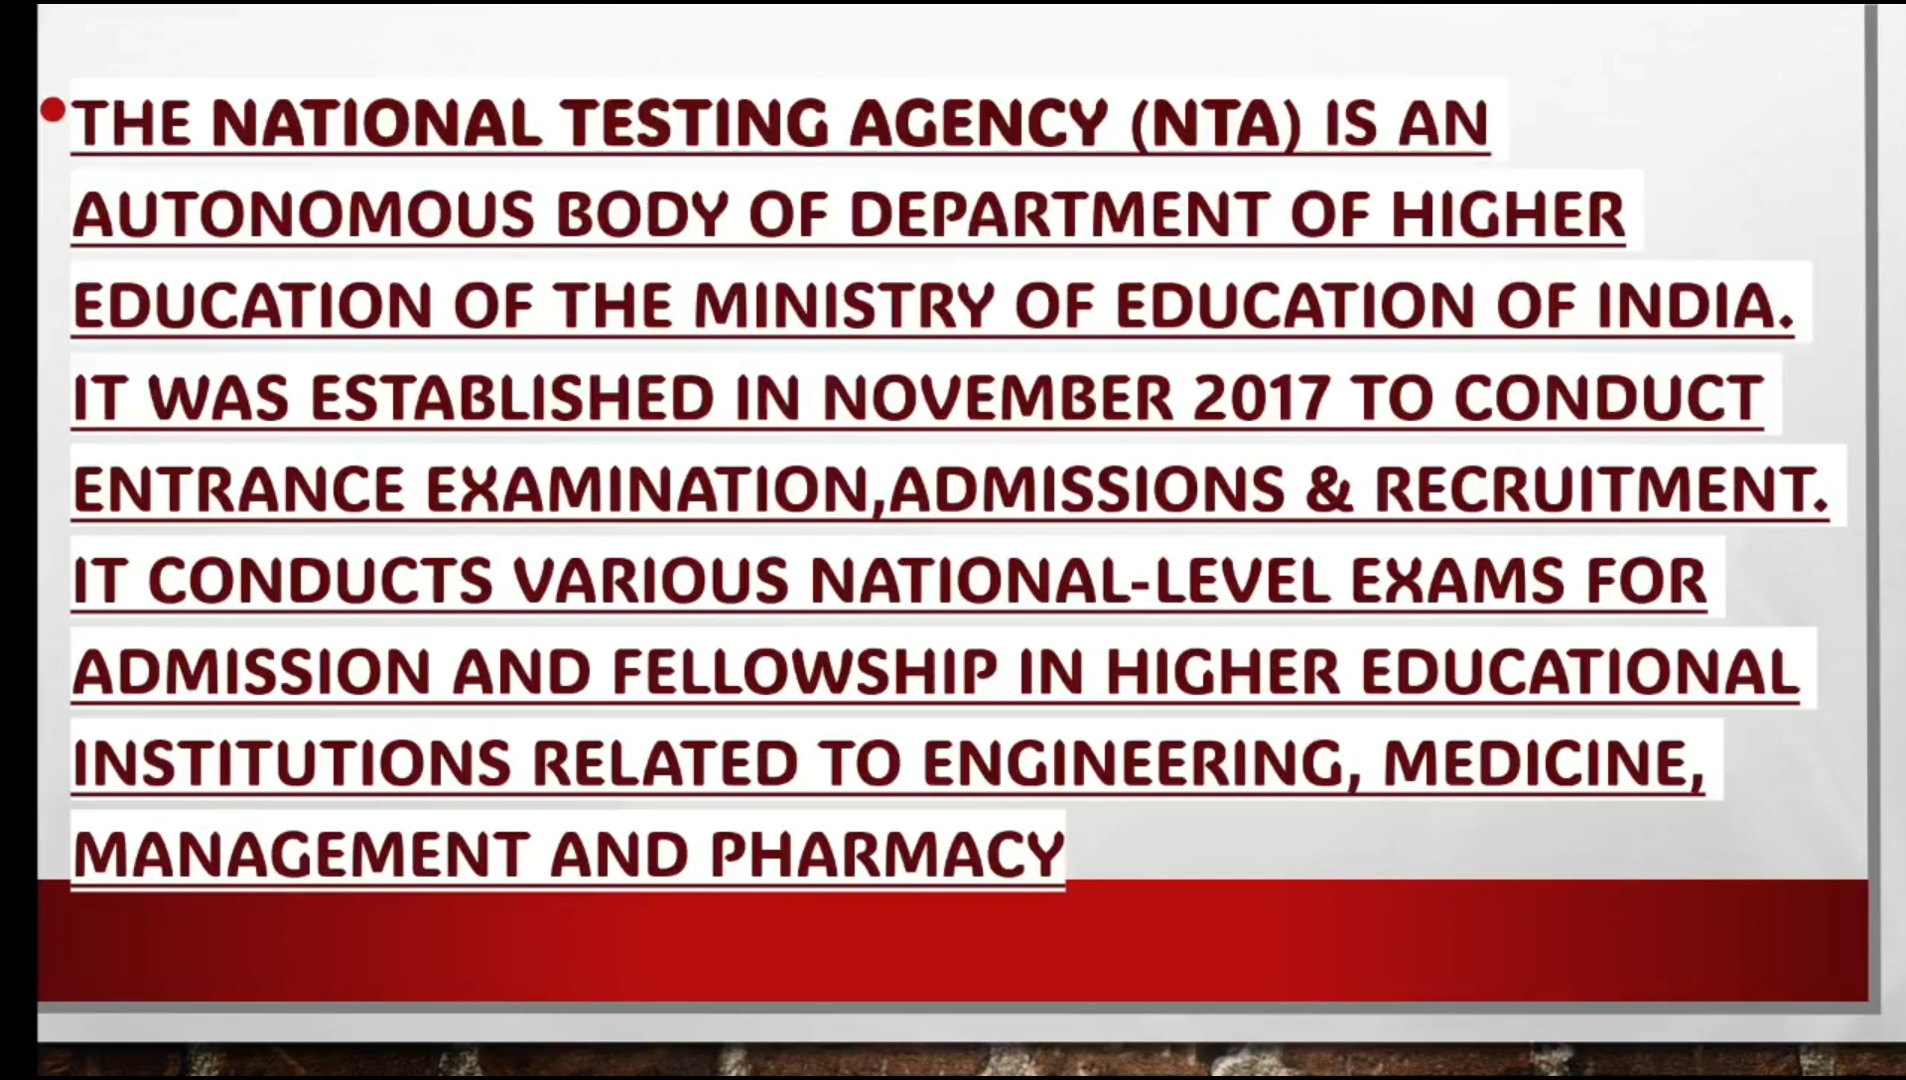 •THE NATIONAL TESTING AGENCY (NTA) IS AN
AUTONOMOUS BODY OF DEPARTMENT OF HIGHER
EDUCATION OF THE MINISTRY OF EDUCATION OF INDIA.
IT WAS ESTABLISHED IN NOVEMBER 2017 TO CONDUCT
ENTRANCE EXAMINATION,ADMISSIONS & RECRUITMENT.
IT CONDUCTS VARIOUS NATIONAL-LEVEL EXAMS FOR
ADMISSION AND FELLOWSHIP IN HIGHER EDUCATIONAL
INSTITUTIONS RELATED TO ENGINEERING, MEDICINE,
MANAGEMENT AND PHARMACY